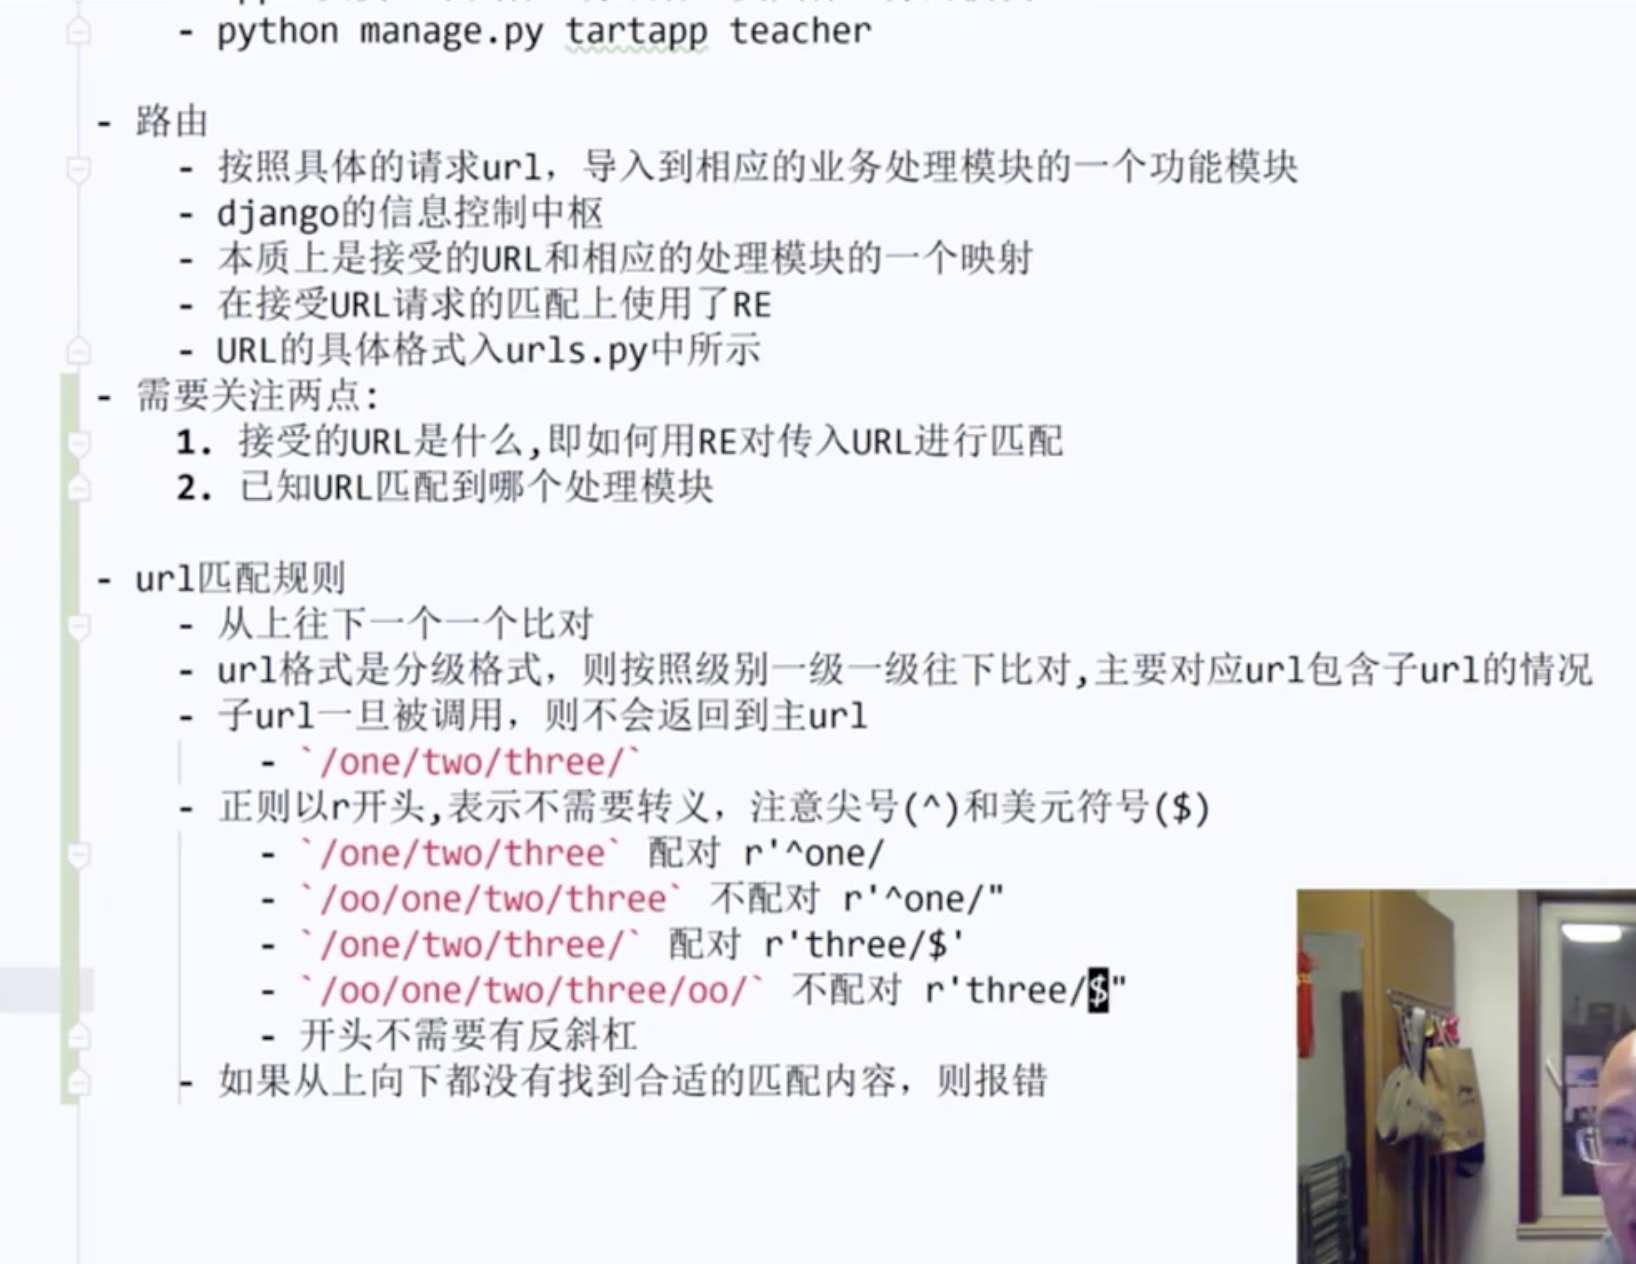 - python manage.py tartapp teacher
- 路由
- 按照具体的请求url，导入到相应的业务处理模块的一个功能模块
- django的信息控制中枢
- 本质上是接受的URL和相应的处理模块的一个映射
- 在接受URL请求的匹配上使用了RE
- URL的具体格式入urls.py中所示
- 需要关注两点:
1. 接受的URL是什么,即如何用RE对传入URL进行匹配
2. 已知URL匹配到哪个处理模块
- url匹配规则
- 从上往下一个一个比对
- url格式是分级格式，则按照级别一级一级往下比对,主要对应url包含子url的情况
- 子url一旦被调用，则不会返回到主url
- `/one/two/three/`
- 正则以r开头,表示不需要转义，注意尖号(^)和美元符号($)
- `/one/two/three` 配对 r'^one/
- `/oo/one/two/three` 不配对 r'^one/"
- `/one/two/three/` 配对 r'three/$'
- `/oo/one/two/three/oo/` 不配对 r'three/$"
- 开头不需要有反斜杠
- 如果从上向下都没有找到合适的匹配内容，则报错